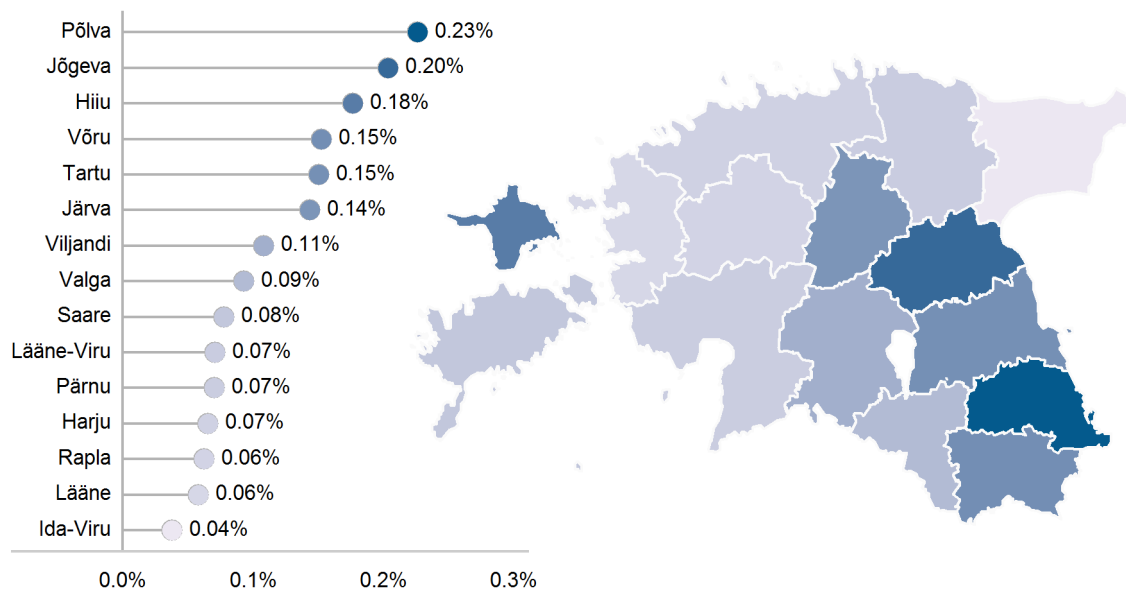 Põlva 0.23%
Jõgeva 0.20%
Hiiu 0.18%
Võru 0.15%
Tartu 0.15%
Järva 0.14%
Viljandi 0.11%
Valga 0.09%
Saare 0.08%
Lääne-Viru 0.07%
Pärnu 0.07%
Harju 0.07%
Rapla 0.06%
Lääne 0.06%
Ida-Viru 0.04%
0.0% 0.1% 0.2% 0.3%